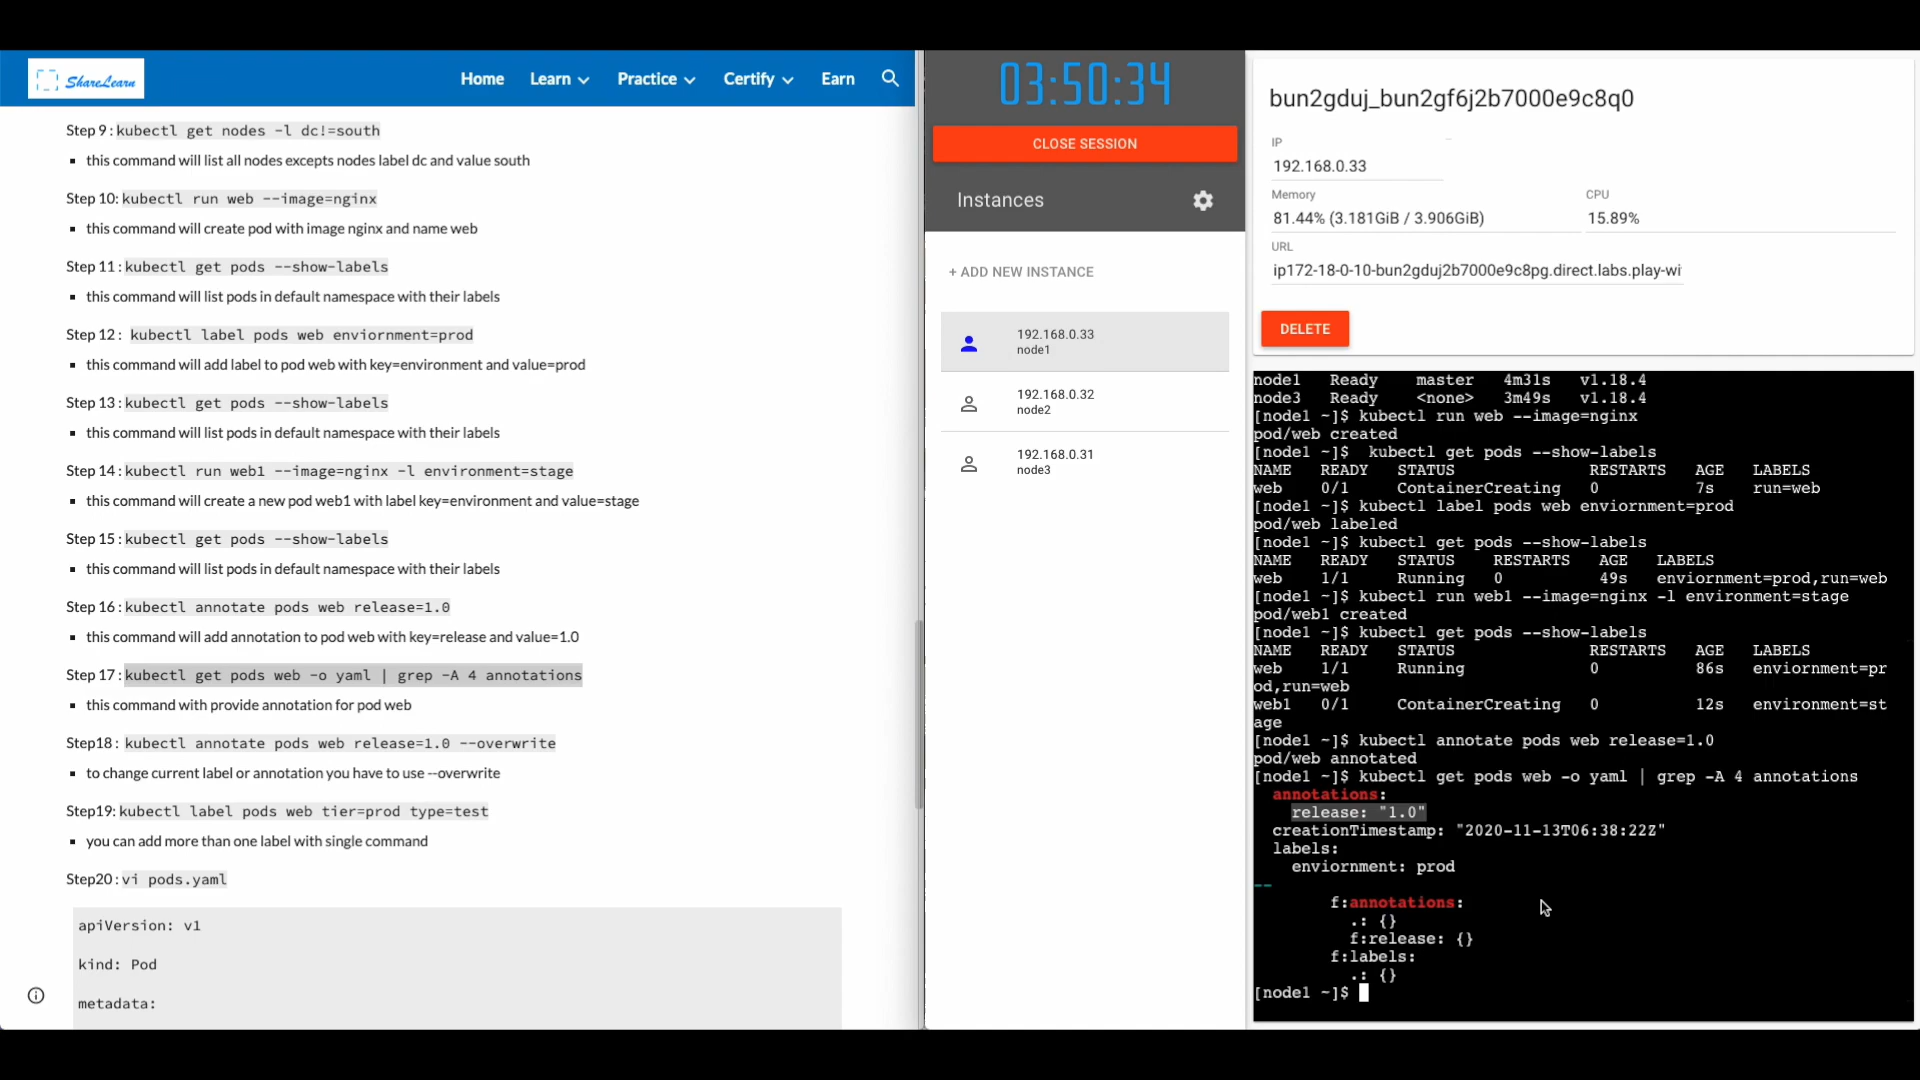 ShareLearn
Home Learn Practice Certify Earn
Step 9 : kubectl get nodes -l dc!=south
▪ this command will list all nodes excepts nodes label dc and value south
Step 10: kubectl run web --image=nginx
▪ this command will create pod with image nginx and name web
Step 11 : kubectl get pods --show-labels
▪ this command will list pods in default namespace with their labels
Step 12 : kubectl label pods web enviornment=prod
▪ this command will add label to pod web with key=environment and value=prod
Step 13 : kubectl get pods --show-labels
▪ this command will list pods in default namespace with their labels
Step 14 : kubectl run web1 --image=nginx -l environment=stage
▪ this command will create a new pod web1 with label key=environment and value=stage
Step 15 : kubectl get pods --show-labels
▪ this command will list pods in default namespace with their labels
Step 16 : kubectl annotate pods web release=1.0
▪ this command will add annotation to pod web with key=release and value=1.0
Step 17 : kubectl get pods web -o yaml | grep -A 4 annotations
▪ this command with provide annotation for pod web
Step18 : kubectl annotate pods web release=1.0 --overwrite
▪ to change current label or annotation you have to use --overwrite
Step19: kubectl label pods web tier=prod type=test
▪ you can add more than one label with single command
Step20 : vi pods.yaml
apiVersion: v1
kind: Pod
metadata:
03:50:34
CLOSE SESSION
Instances
+ ADD NEW INSTANCE
192.168.0.33
node1
192.168.0.32
node2
192.168.0.31
node3
bun2gduj_bun2gf6j2b7000e9c8q0
IP
192.168.0.33
Memory CPU
81.44% (3.181GiB / 3.906GiB) 15.89%
URL
ip172-18-0-10-bun2gduj2b7000e9c8pg.direct.labs.play-wi
DELETE
node1 Ready master 4m31s v1.18.4
node3 Ready <none> 3m49s v1.18.4
[node1 ~]$ kubectl run web --image=nginx
pod/web created
[node1 ~]$ kubectl get pods --show-labels
NAME READY STATUS RESTARTS AGE LABELS
web 0/1 ContainerCreating 0 7s run=web
[node1 ~]$ kubectl label pods web enviornment=prod
pod/web labeled
[node1 ~]$ kubectl get pods --show-labels
NAME READY STATUS RESTARTS AGE LABELS
web 1/1 Running 0 49s enviornment=prod,run=web
[node1 ~]$ kubectl run web1 --image=nginx -l environment=stage
pod/web1 created
[node1 ~]$ kubectl get pods --show-labels
NAME READY STATUS RESTARTS AGE LABELS
web 1/1 Running 0 86s enviornment=pr
od,run=web
web1 0/1 ContainerCreating 0 12s environment=st
age
[node1 ~]$ kubectl annotate pods web release=1.0
pod/web annotated
[node1 ~]$ kubectl get pods web -o yaml | grep -A 4 annotations
annotations:
release: "1.0"
creationTimestamp: "2020-11-13T06:38:22Z"
labels:
enviornment: prod
--
f:annotations:
.: {}
f:release: {}
f:labels:
.: {}
[node1 ~]$